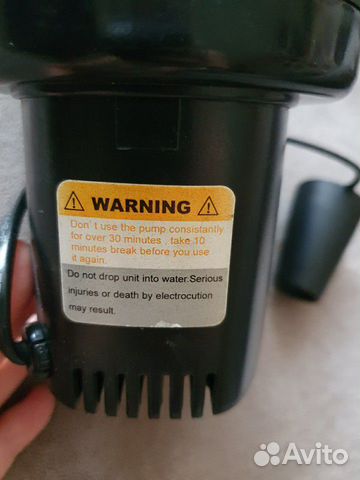 WARNING
Don't use the pump consistantly
for over 30 minutes , take 10
minutes break before you use
it again.
Do not drop unit into water.Serious
injuries or death by electrocution
may result.
Avito